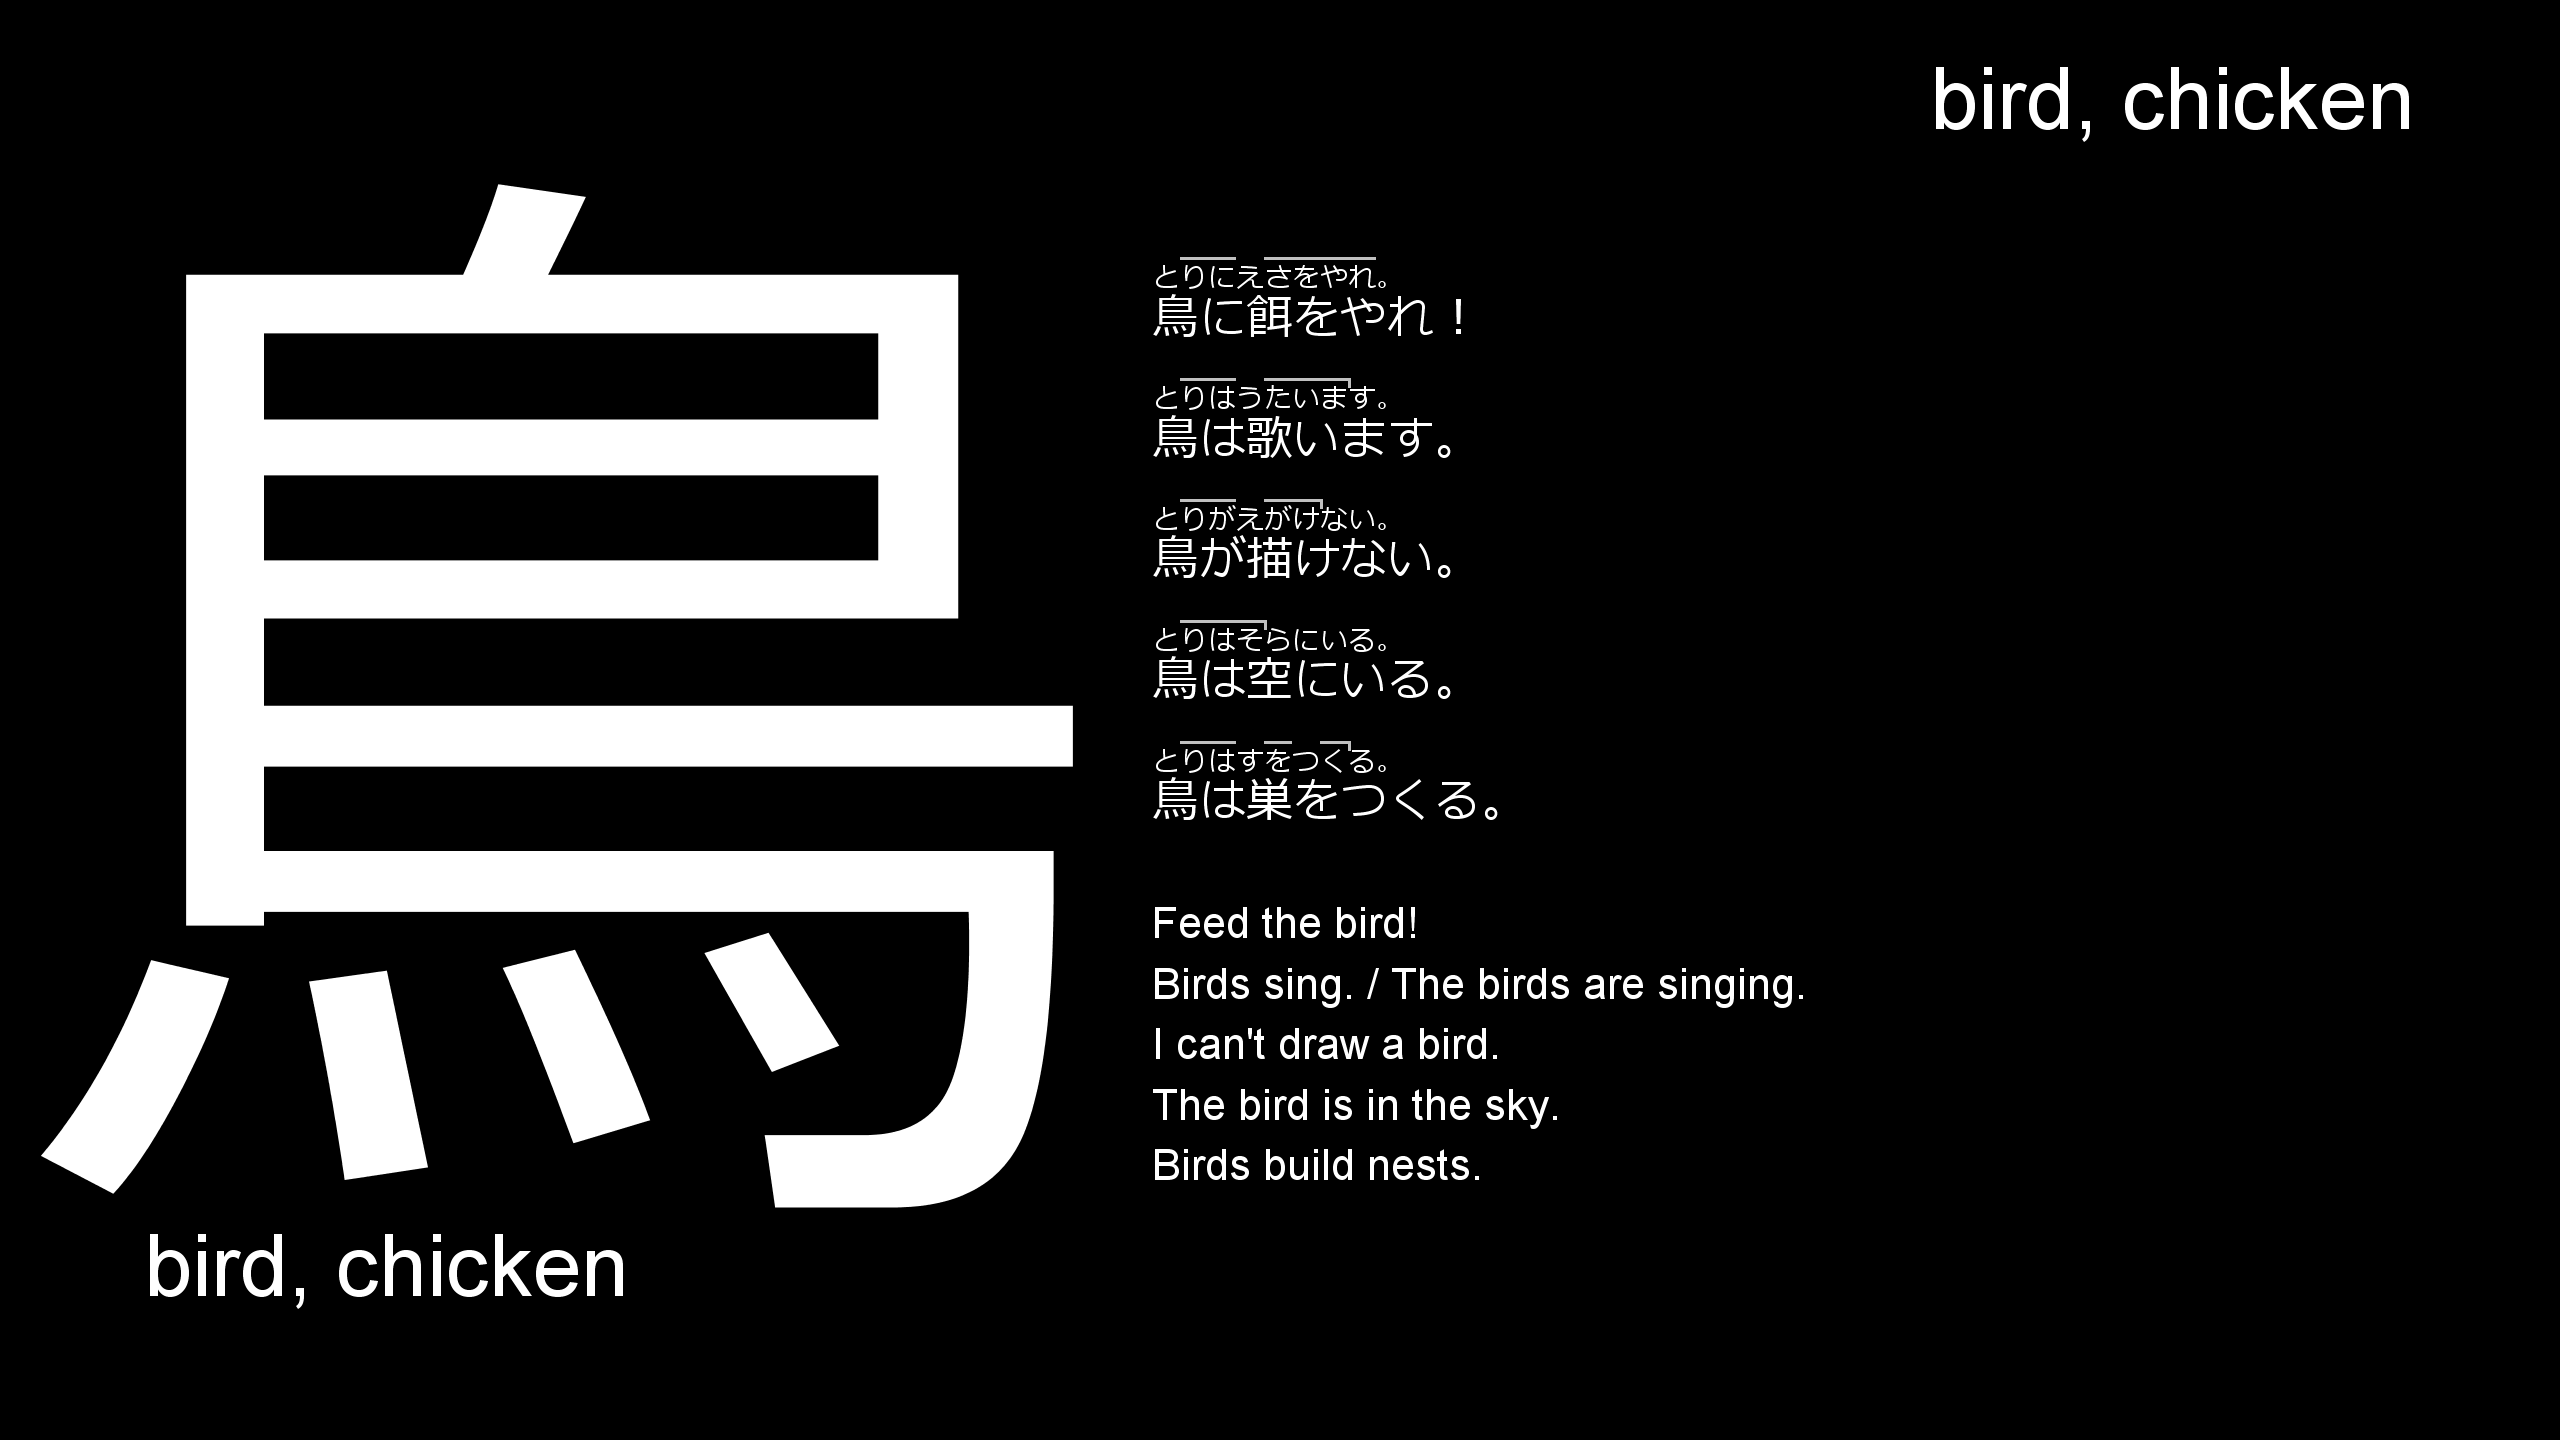 bird, chicken
鳥
とりにえさをやれ。
鳥に餌をやれ！
とりはうたいます。
鳥は歌います。
とりがえがけない。
鳥が描けない。
とりはそらにいる。
鳥は空にいる。
とりはすをつくる。
鳥は巣をつくる。
Feed the bird!
Birds sing. / The birds are singing.
I can't draw a bird.
The bird is in the sky.
Birds build nests.
bird, chicken